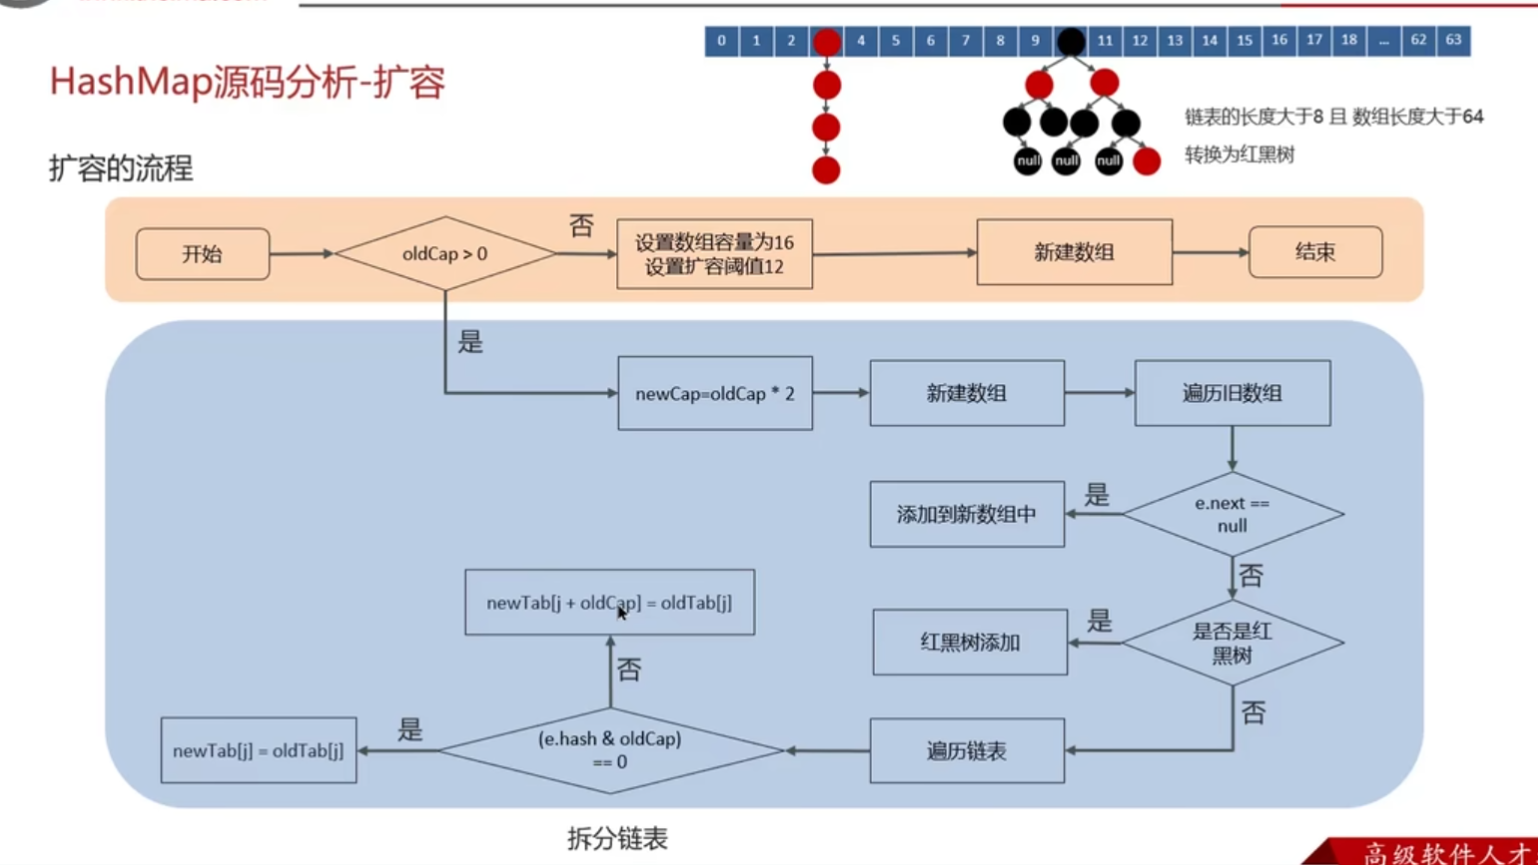 0 1 2 4 5 6 7 8 9 11 12 13 14 15 16 17 18 ... 62 63
HashMap源码分析-扩容
链表的长度大于8 且 数组长度大于64
转换为红黑树
null null null
扩容的流程
开始
oldCap > 0
否
设置数组容量为16
设置扩容阈值12
新建数组
结束
是
newCap=oldCap * 2
新建数组
遍历旧数组
e.next ==
null
是
添加到新数组中
否
是否是红
黑树
是
红黑树添加
否
遍历链表
(e.hash & oldCap)
== 0
否
newTab[j + oldCap] = oldTab[j]
是
newTab[j] = oldTab[j]
拆分链表
高级软件人才